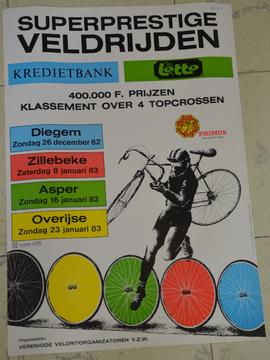 SUPERPRESTIGE
VELDRIJDEN
KREDIETBANK
Lotto
400.000 F. PRIJZEN
KLASSEMENT OVER 4 TOPCROSSEN
Diegem
Zondag 26 december 82
PRIMUS
Zillebeke
Zaterdag 8 januari 83
Asper
Zondag 16 januari 83
Overijse
Zondag 23 januari 83
Organisatie:
VERENIGDE VELDRITORGANIZATOREN V.Z.W.